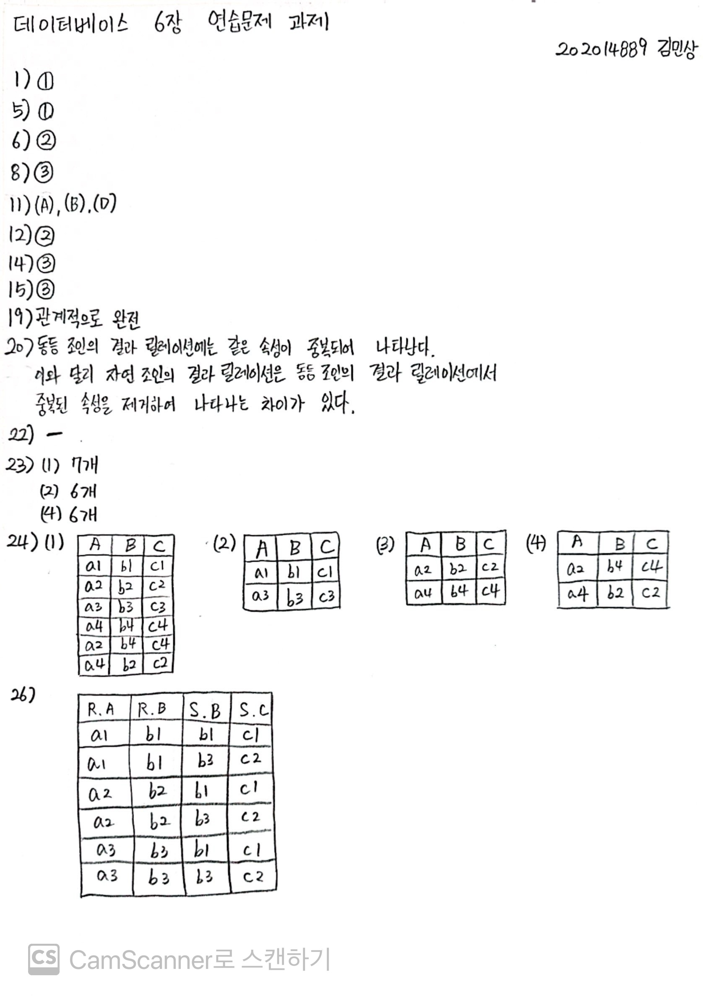 데이터베이스 6장 연습문제 과제
202014889 김민상
1) ①
5) ①
6) ②
8) ③
11) (A), (B), (D)
12) ②
14) ③
15) ③
19) 관계적으로 완전
20) 동등 조인의 결과 릴레이션에는 같은 속성이 중복되어 나타난다.
이와 달리 자연 조인의 결과 릴레이션은 동등 조인의 결과 릴레이션에서
중복된 속성을 제거하여 나타나는 차이가 있다.
22) −
23) (1) 7개
(2) 6개
(4) 6개
24) (1)
A B C
a1 b1 c1
a2 b2 c2
a3 b3 c3
a4 b4 c4
a2 b4 c4
a4 b2 c2
(2)
A B C
a1 b1 c1
a3 b3 c3
(3)
A B C
a2 b2 c2
a4 b4 c4
(4)
A B C
a2 b4 c4
a4 b2 c2
26)
R.A R.B S.B S.C
a1 b1 b1 c1
a1 b1 b3 c2
a2 b2 b1 c1
a2 b2 b3 c2
a3 b3 b1 c1
a3 b3 b3 c2
CS CamScanner로 스캔하기